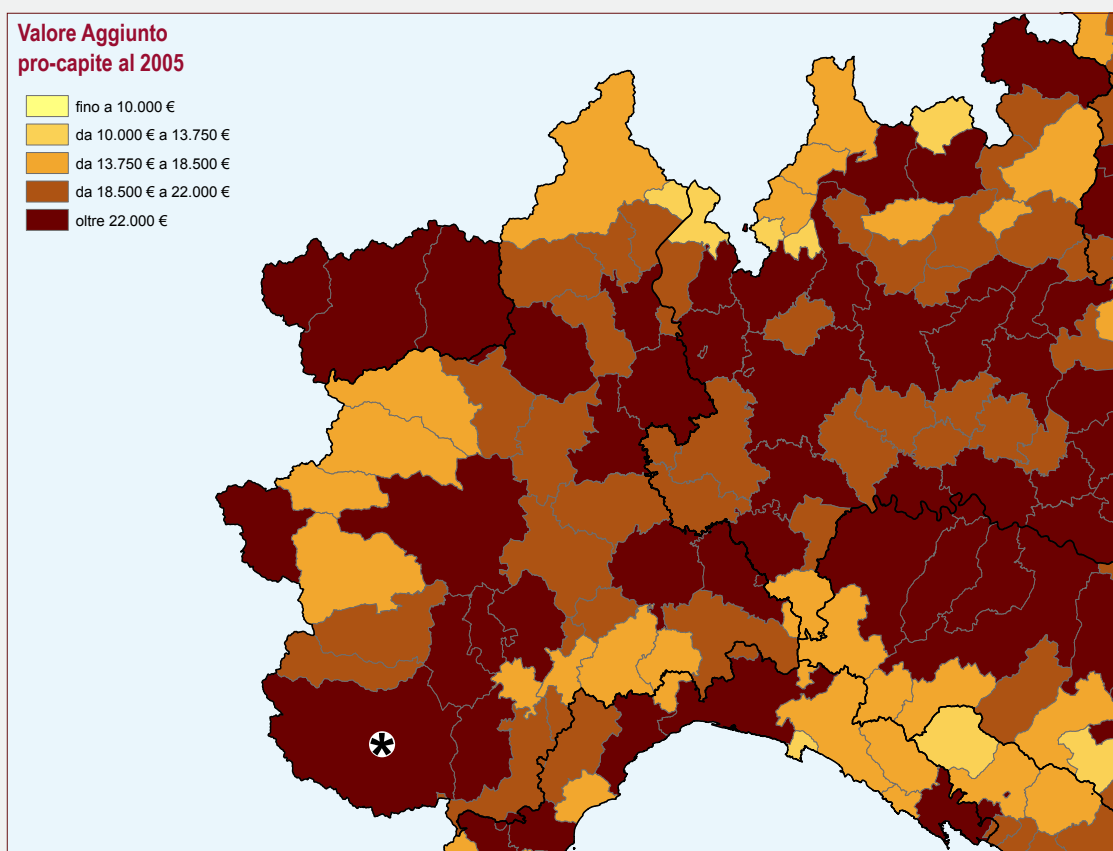 Valore Aggiunto
pro-capite al 2005
fino a 10.000 €
da 10.000 € a 13.750 €
da 13.750 € a 18.500 €
da 18.500 € a 22.000 €
oltre 22.000 €
*